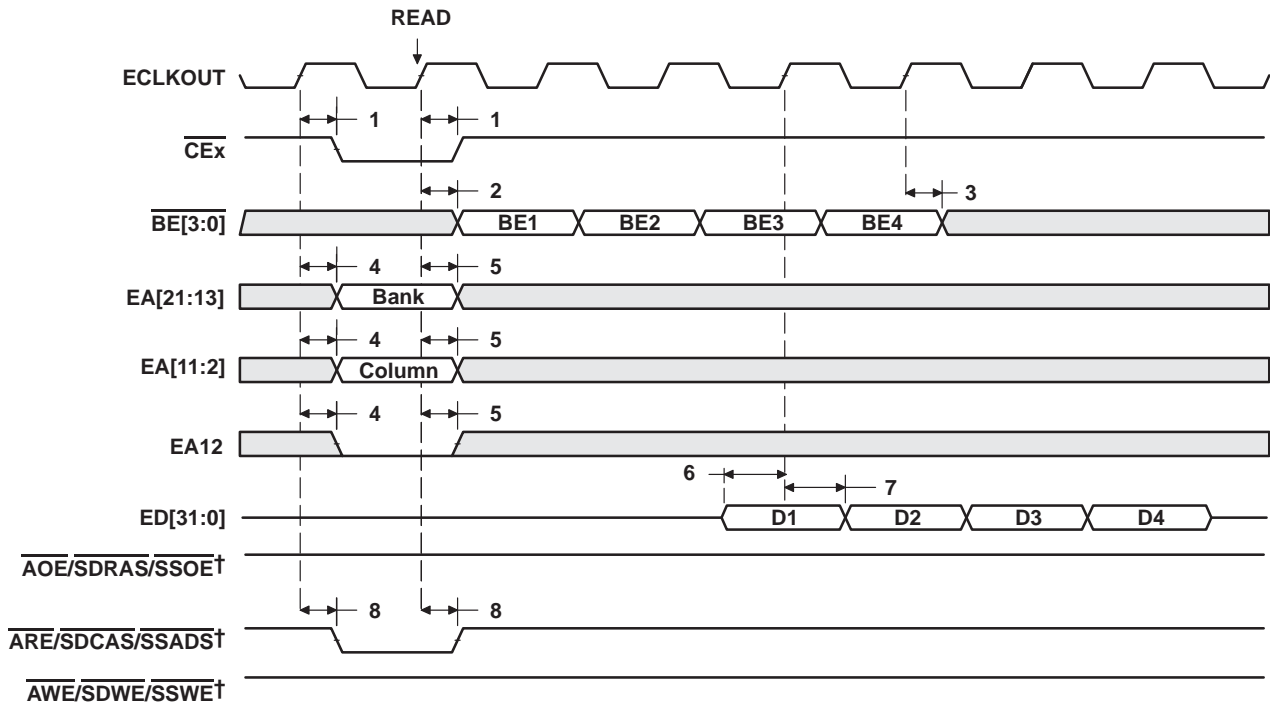 READ
ECLKOUT
1 1
CEx
2 3
BE[3:0] BE1 BE2 BE3 BE4
4 5
EA[21:13] Bank
4 5
EA[11:2] Column
4 5
EA12
6 7
ED[31:0] D1 D2 D3 D4
AOE/SDRAS/SSOE†
8 8
ARE/SDCAS/SSADS†
AWE/SDWE/SSWE†